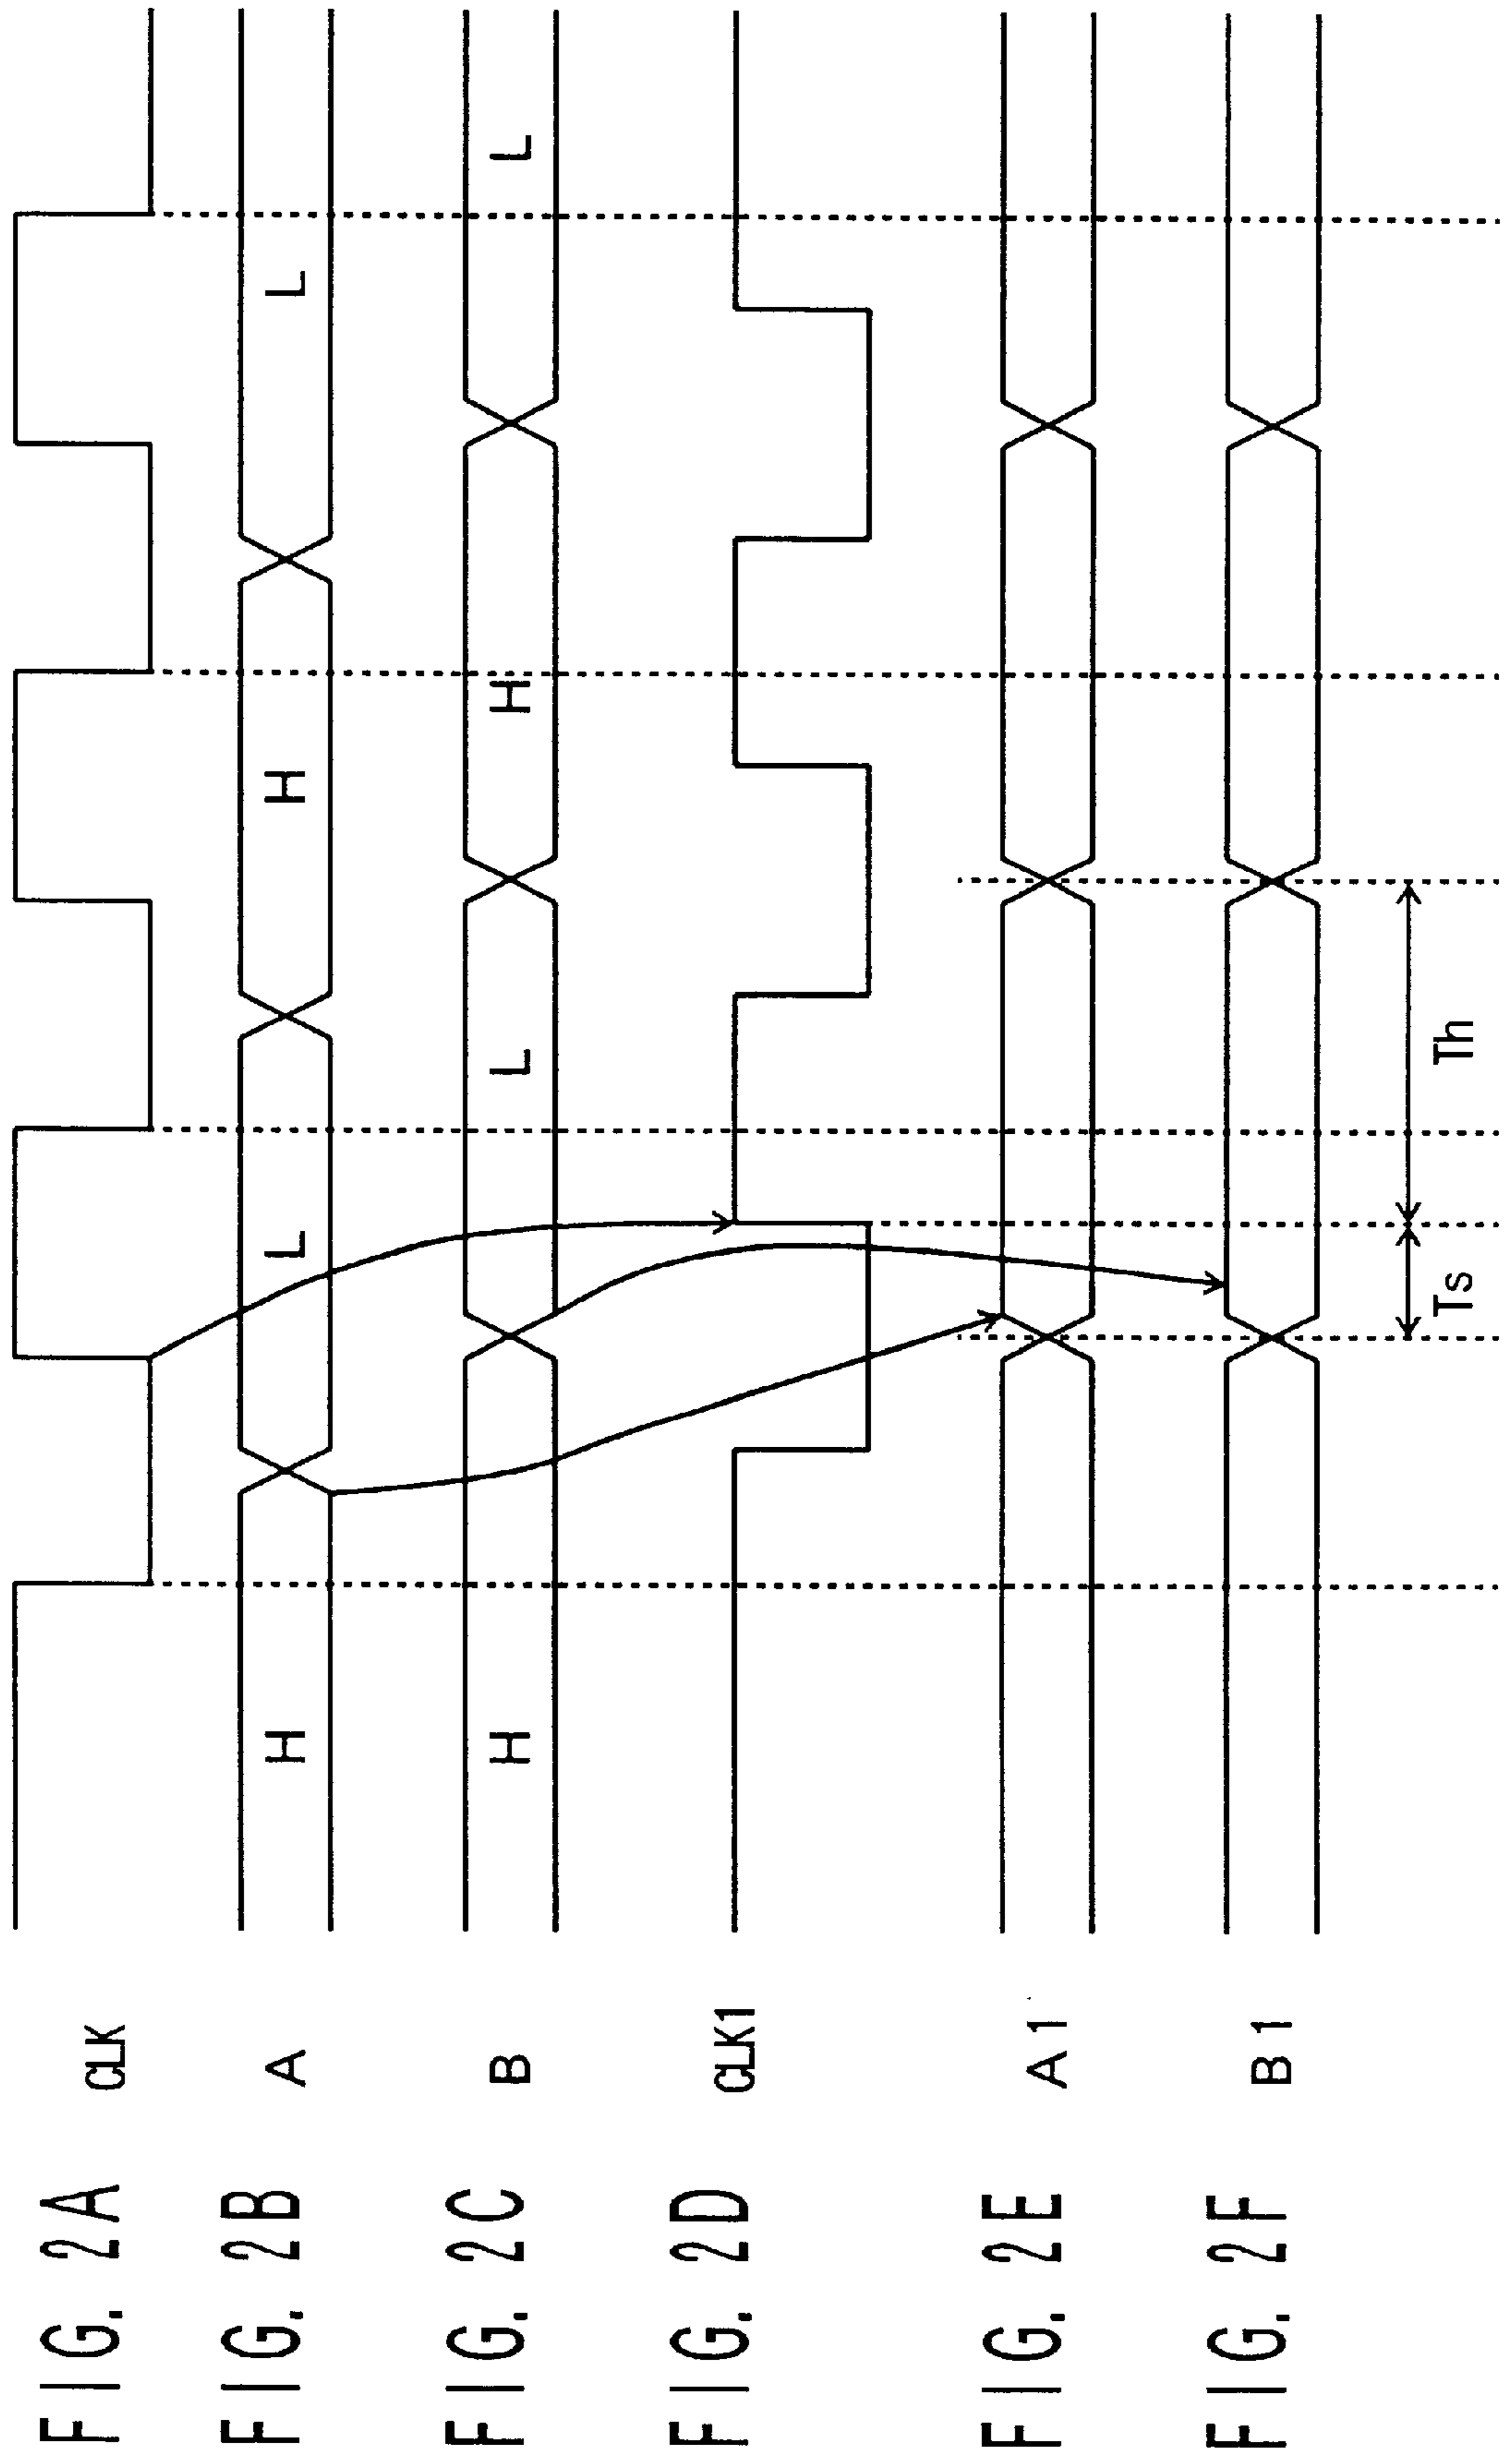 FIG. 2A CLK
FIG. 2B A H L H L
FIG. 2C B H L H L
FIG. 2D CLK1
FIG. 2E A1
FIG. 2F B1
Ts Th